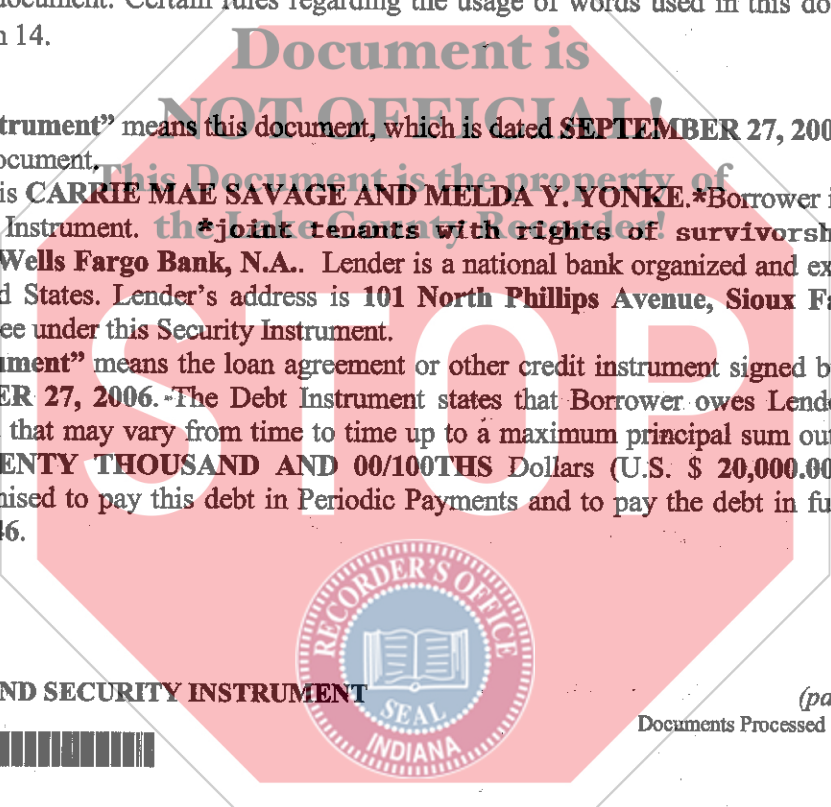 ocument. Certain rules regarding the usage of words used in this do
n 14.
Document is
NOT OFFICIAL!
trument” means this document, which is dated SEPTEMBER 27, 200
ocument.
This Document is the property of
is CARRIE MAE SAVAGE AND MELDA Y. YONKE.*Borrower i
the Lake County Recorder!
Instrument. *joint tenants with rights of survivorsh
Wells Fargo Bank, N.A.. Lender is a national bank organized and ex
d States. Lender’s address is 101 North Phillips Avenue, Sioux Fa
ee under this Security Instrument.
ument” means the loan agreement or other credit instrument signed b
ER 27, 2006. The Debt Instrument states that Borrower owes Lend
that may vary from time to time up to a maximum principal sum out
ENTY THOUSAND AND 00/100THS Dollars (U.S. $ 20,000.00
nised to pay this debt in Periodic Payments and to pay the debt in fu
46.
STOP
RECORDER'S OFFICE
SEAL
INDIANA
ND SECURITY INSTRUMENT
(pa
Documents Processed